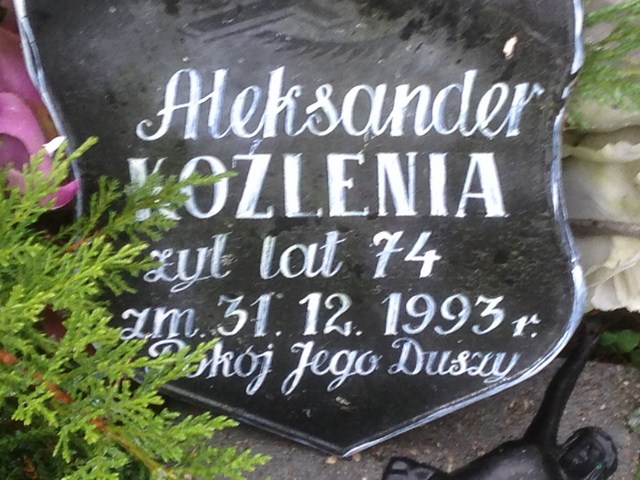 Aleksander
KOŹLENIA
żył lat 74
zm. 31. 12. 1993 r.
Pokój Jego Duszy